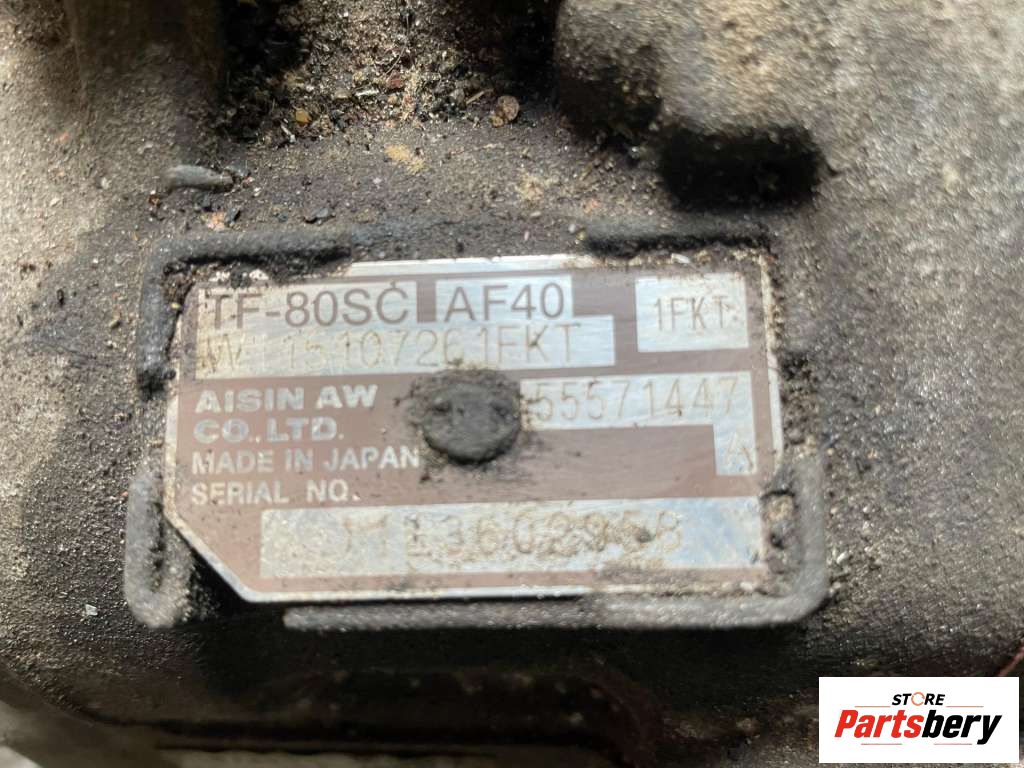 TF-80SC AF40 1FKT
AISIN AW 55571447
CO., LTD. A
MADE IN JAPAN
SERIAL NO.
STORE
Partsbery